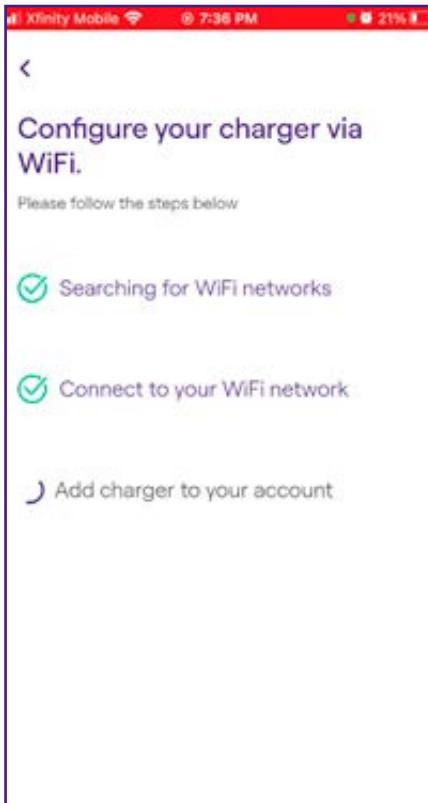 Xfinity Mobile 7:36 PM 21%
Configure your charger via
WiFi.
Please follow the steps below
Searching for WiFi networks
Connect to your WiFi network
Add charger to your account